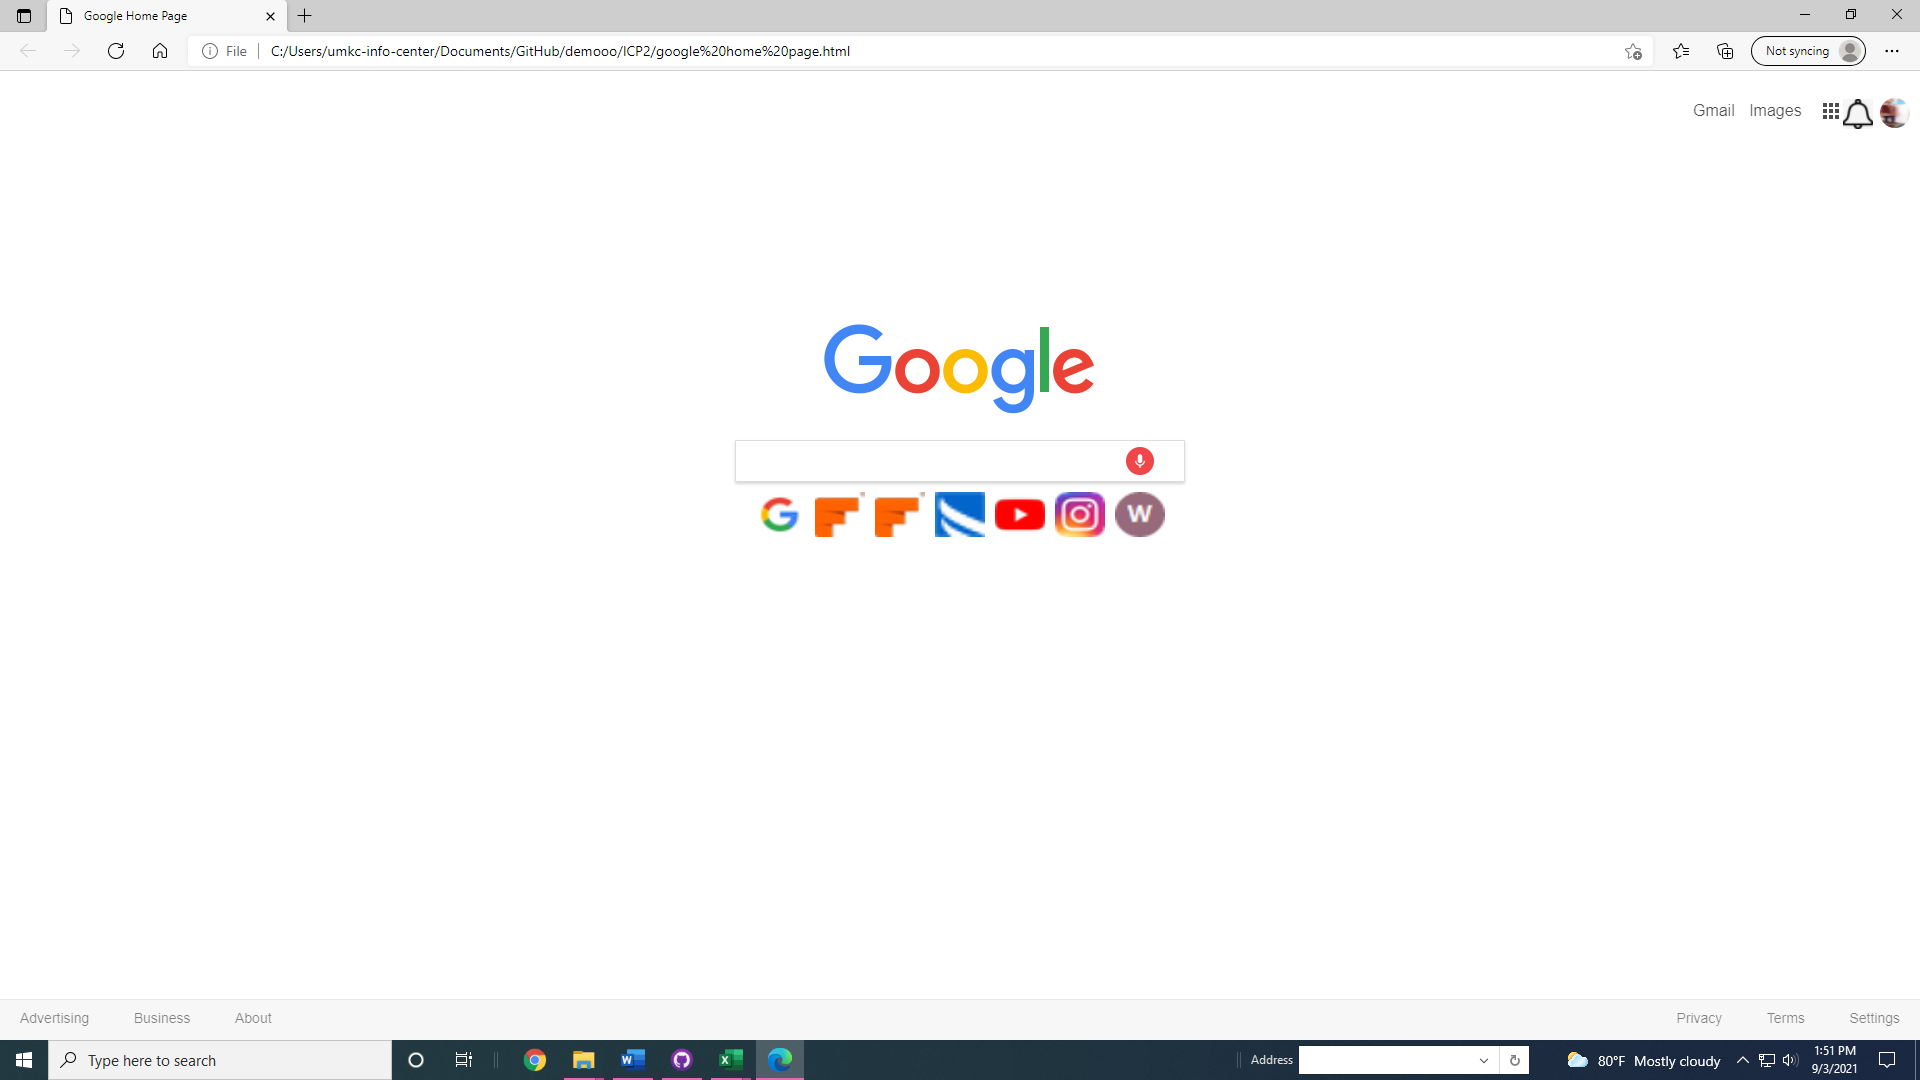 Google Home Page
File
C:/Users/umkc-info-center/Documents/GitHub/demooo/ICP2/google%20home%20page.html
Not syncing
Gmail Images
Google
W
Advertising Business About
Privacy Terms Settings
Type here to search
Address
80°F Mostly cloudy
1:51 PM
9/3/2021